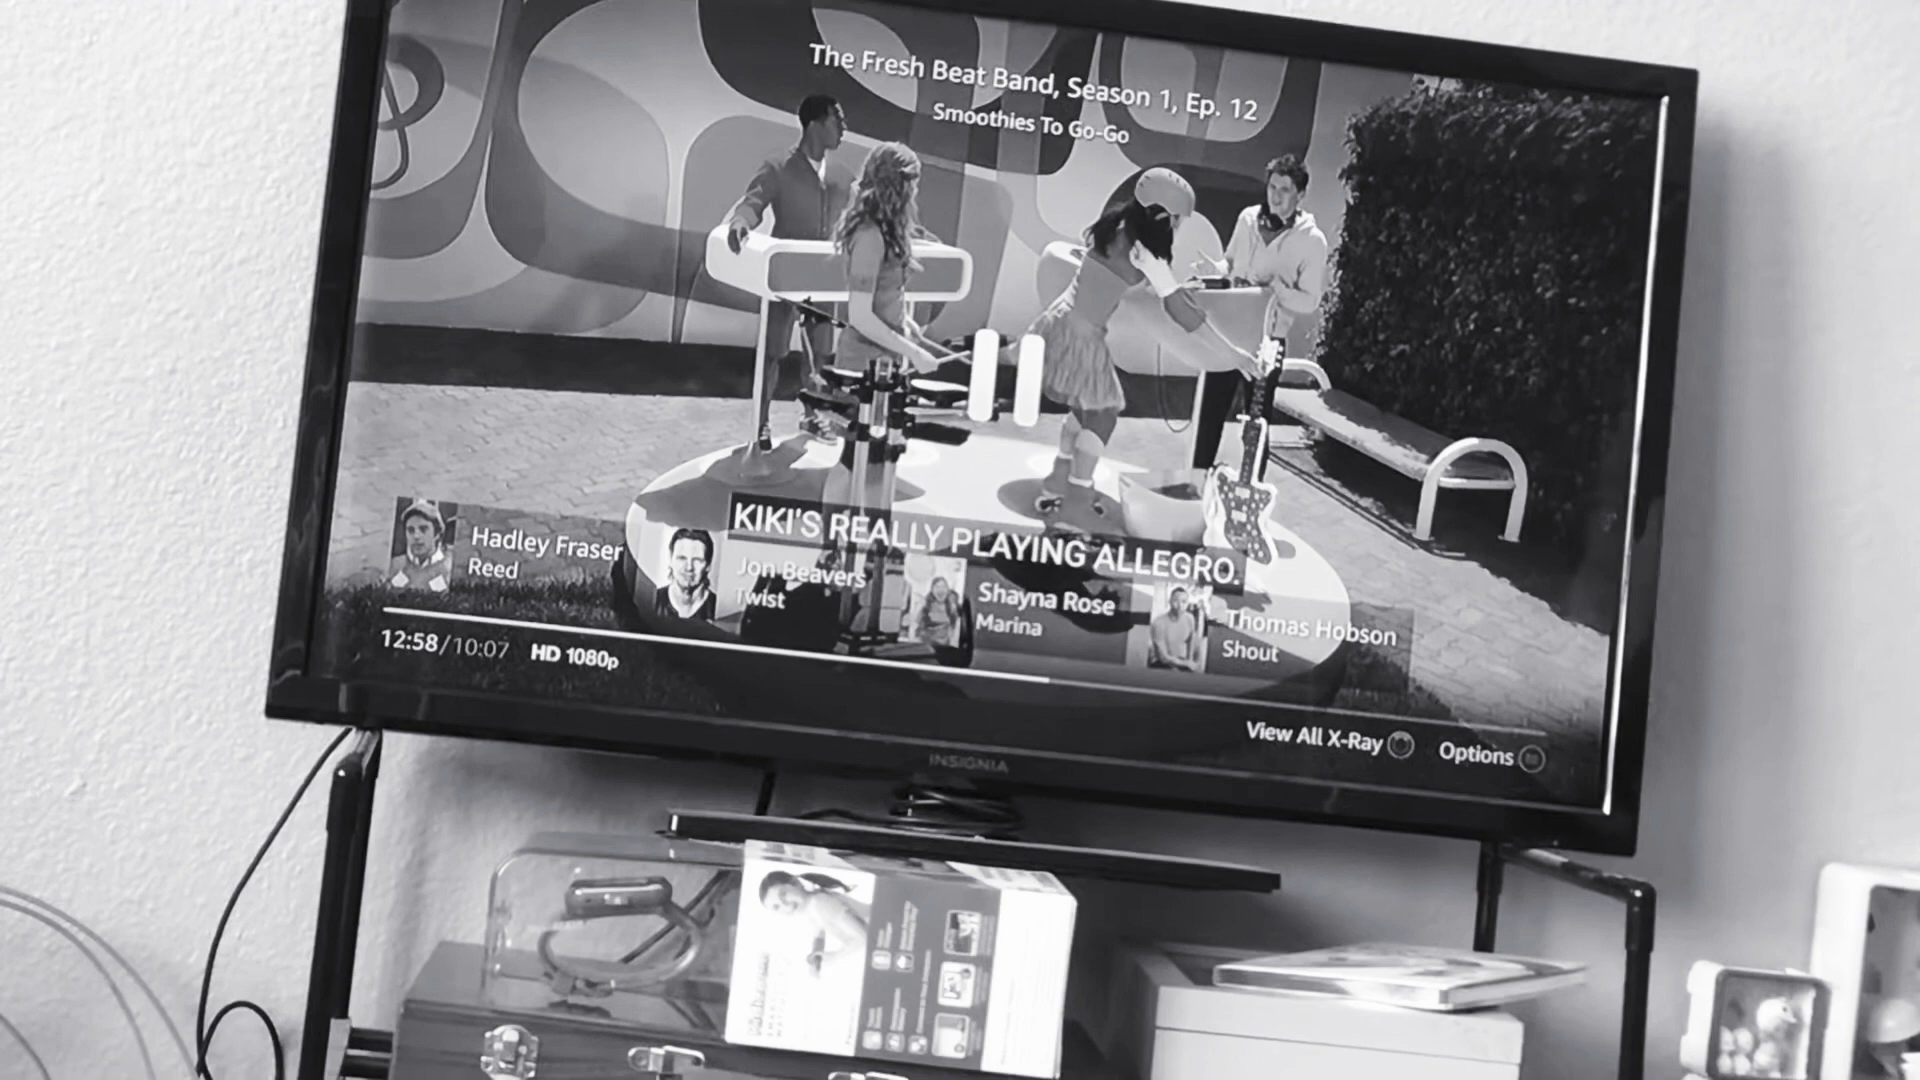 The Fresh Beat Band, Season 1, Ep. 12
Smoothies To Go-Go
KIKI'S REALLY PLAYING ALLEGRO.
Hadley Fraser
Reed
Jon Beavers
Twist
Shayna Rose
Marina
Thomas Hobson
Shout
12:58/10:07 HD 1080p
View All X-Ray
Options
INSIGNIA